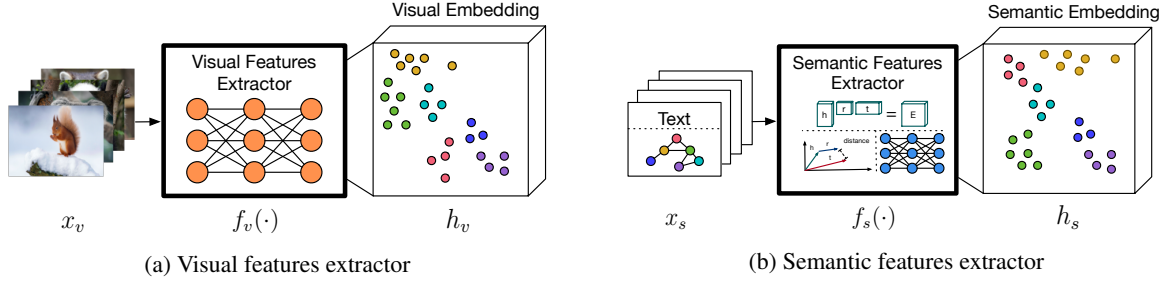 Visual Embedding
Visual Features
Extractor
x_v
f_v(·)
h_v
(a) Visual features extractor
Semantic Embedding
Semantic Features
Extractor
Text
h r t = E
h r t distance
x_s
f_s(·)
h_s
(b) Semantic features extractor